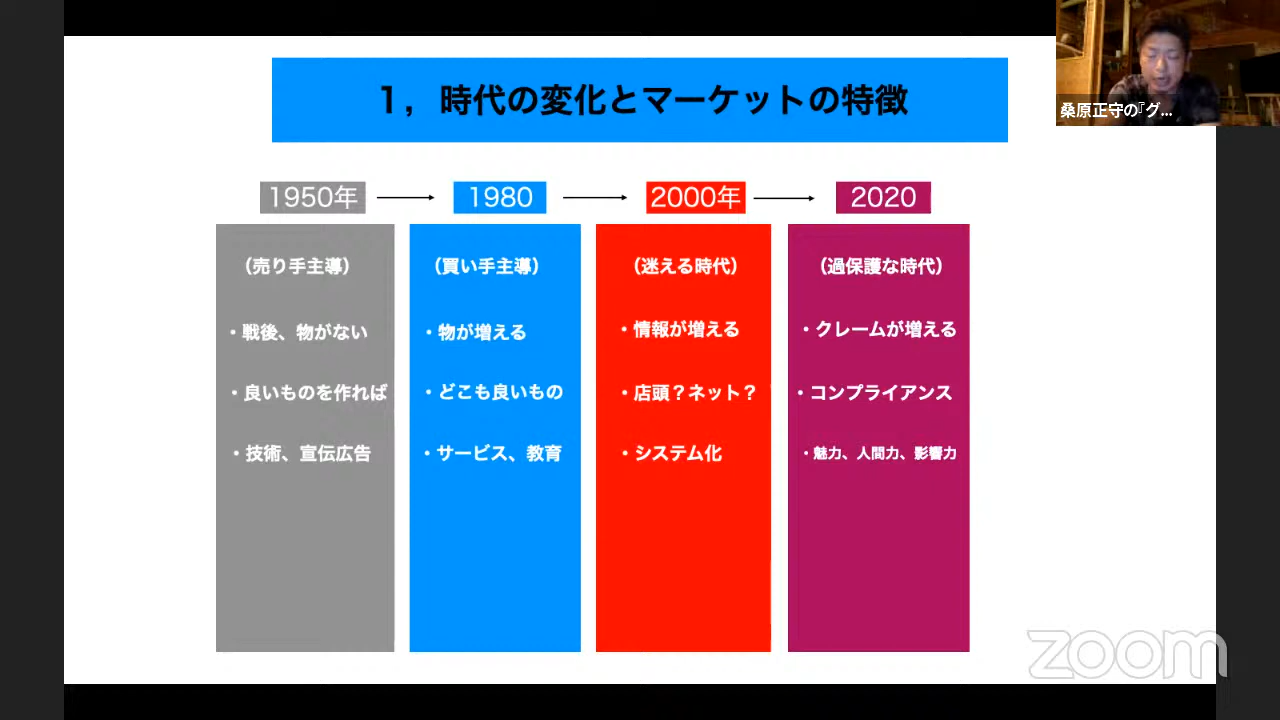 1，時代の変化とマーケットの特徴
桑原正守の『グ...
1950年
1980
2000年
2020
（売り手主導）
・戦後、物がない
・良いものを作れば
・技術、宣伝広告
（買い手主導）
・物が増える
・どこも良いもの
・サービス、教育
（迷える時代）
・情報が増える
・店頭？ネット？
・システム化
（過保護な時代）
・クレームが増える
・コンプライアンス
・魅力、人間力、影響力
zoom